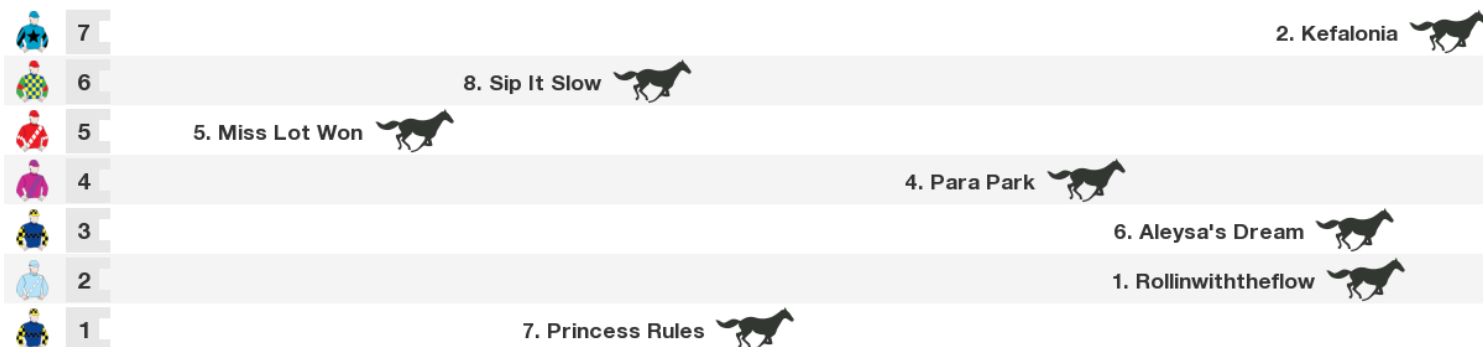 7 2. Kefalonia
6 8. Sip It Slow
5 5. Miss Lot Won
4 4. Para Park
3 6. Aleysa's Dream
2 1. Rollinwiththeflow
1 7. Princess Rules